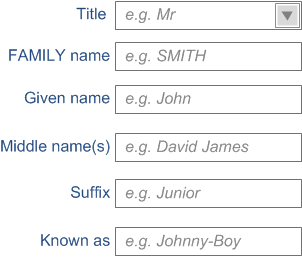 Title e.g. Mr
FAMILY name e.g. SMITH
Given name e.g. John
Middle name(s) e.g. David James
Suffix e.g. Junior
Known as e.g. Johnny-Boy